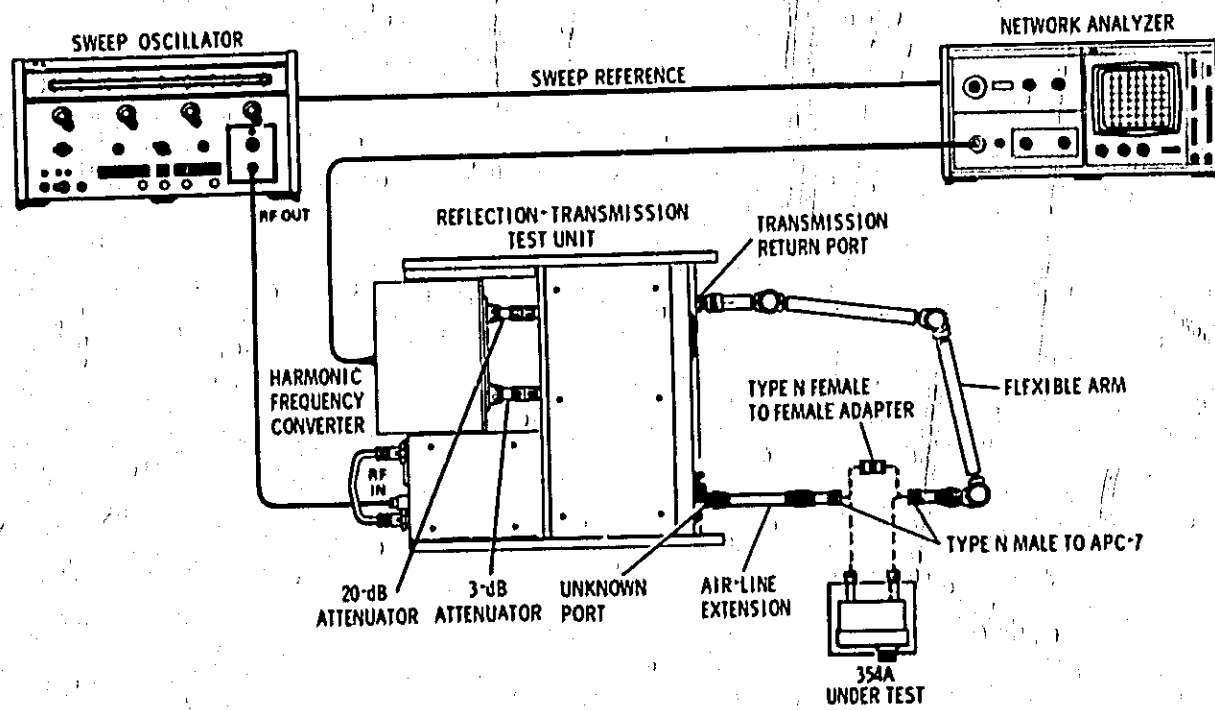 SWEEP OSCILLATOR
NETWORK ANALYZER
SWEEP REFERENCE
RF OUT
REFLECTION-TRANSMISSION
TEST UNIT
TRANSMISSION
RETURN PORT
HARMONIC
FREQUENCY
CONVERTER
TYPE N FEMALE
TO FEMALE ADAPTER
FLEXIBLE ARM
RF
IN
20-dB
ATTENUATOR
3-dB
ATTENUATOR
UNKNOWN
PORT
AIR-LINE
EXTENSION
TYPE N MALE TO APC-7
354A
UNDER TEST